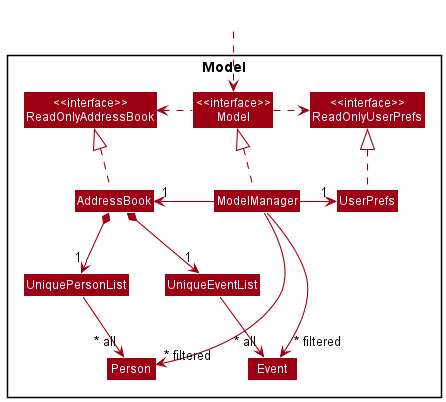 Model
<<interface>>
ReadOnlyAddressBook
<<interface>>
Model
<<interface>>
ReadOnlyUserPrefs
AddressBook
1
ModelManager
1
UserPrefs
1
UniquePersonList
1
UniqueEventList
* all
* filtered
* all
* filtered
Person
Event